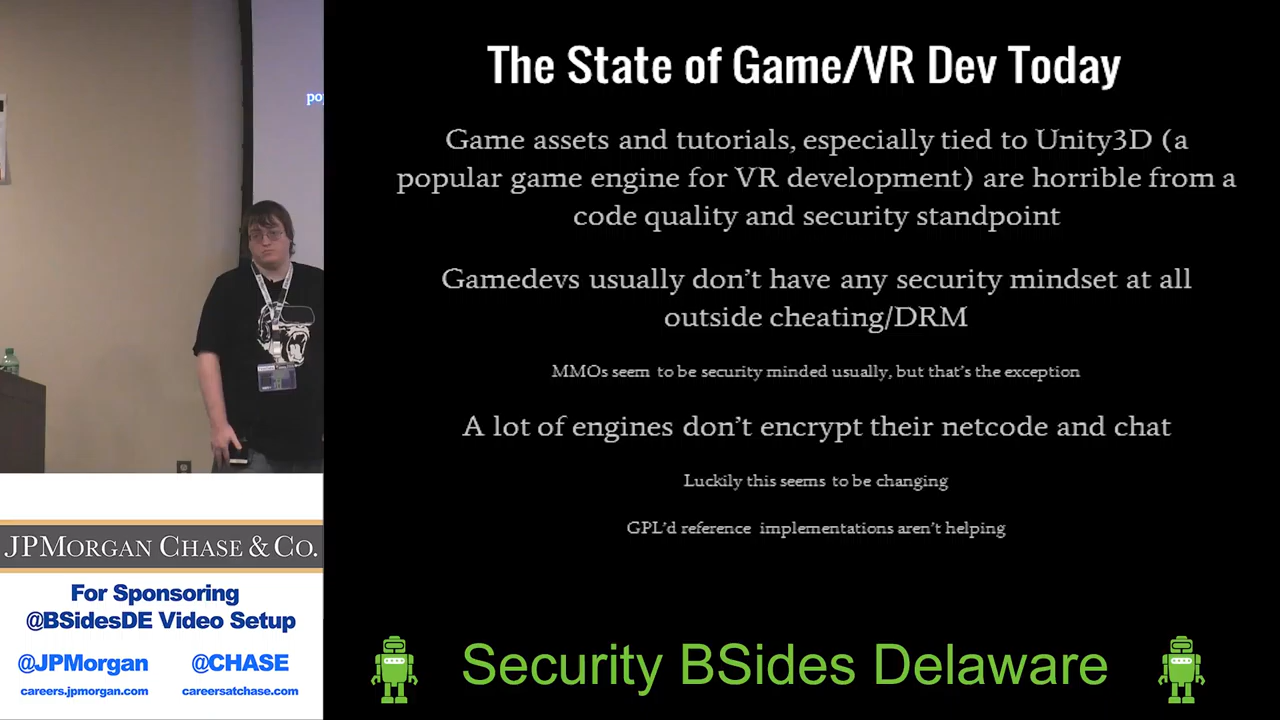 The State of Game/VR Dev Today
Game assets and tutorials, especially tied to Unity3D (a
popular game engine for VR development) are horrible from a
code quality and security standpoint
Gamedevs usually don't have any security mindset at all
outside cheating/DRM
MMOs seem to be security minded usually, but that's the exception
A lot of engines don't encrypt their netcode and chat
Luckily this seems to be changing
GPL'd reference implementations aren't helping
JPMORGAN CHASE & CO.
For Sponsoring
@BSidesDE Video Setup
@JPMorgan
@CHASE
careers.jpmorgan.com
careersatchase.com
Security BSides Delaware